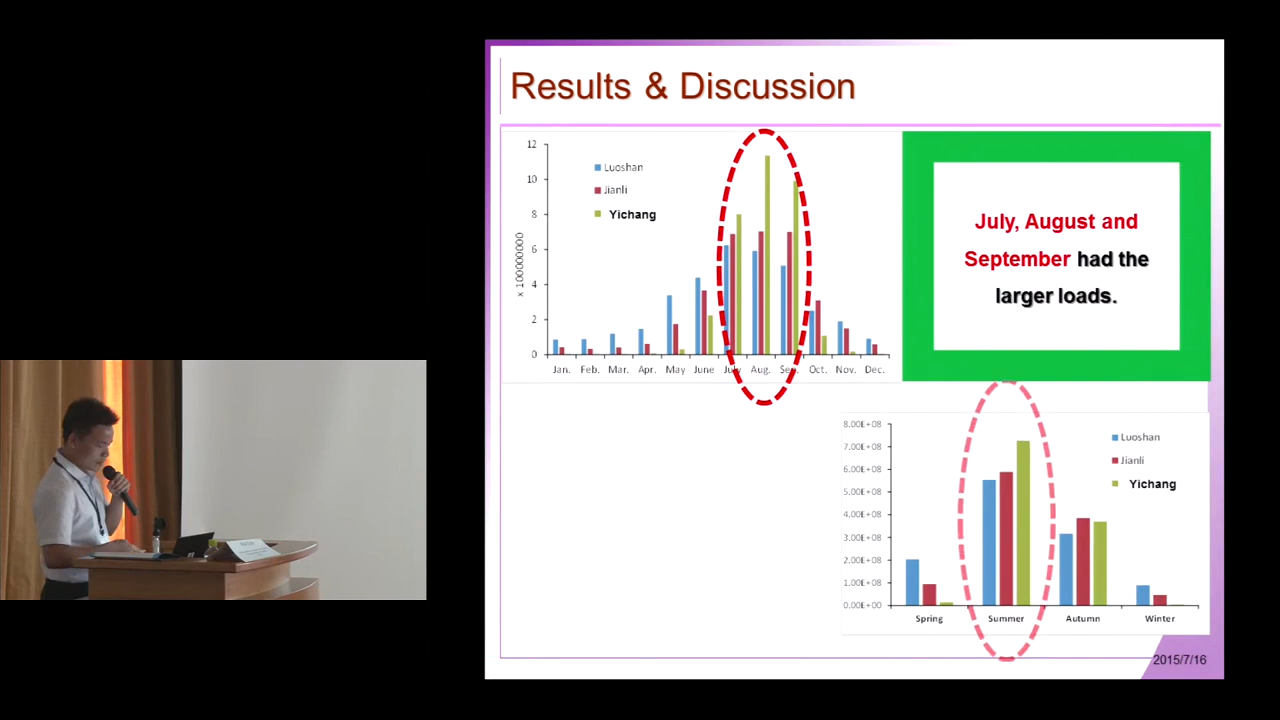 Results & Discussion
12
10
8
6
4
2
0
x 100000000
Luoshan
Jianli
Yichang
Jan. Feb. Mar. Apr. May June July Aug. Sep. Oct. Nov. Dec.
July, August and
September had the
larger loads.
8.00E+08
7.00E+08
6.00E+08
5.00E+08
4.00E+08
3.00E+08
2.00E+08
1.00E+08
0.00E+00
Luoshan
Jianli
Yichang
Spring Summer Autumn Winter
2015/7/16